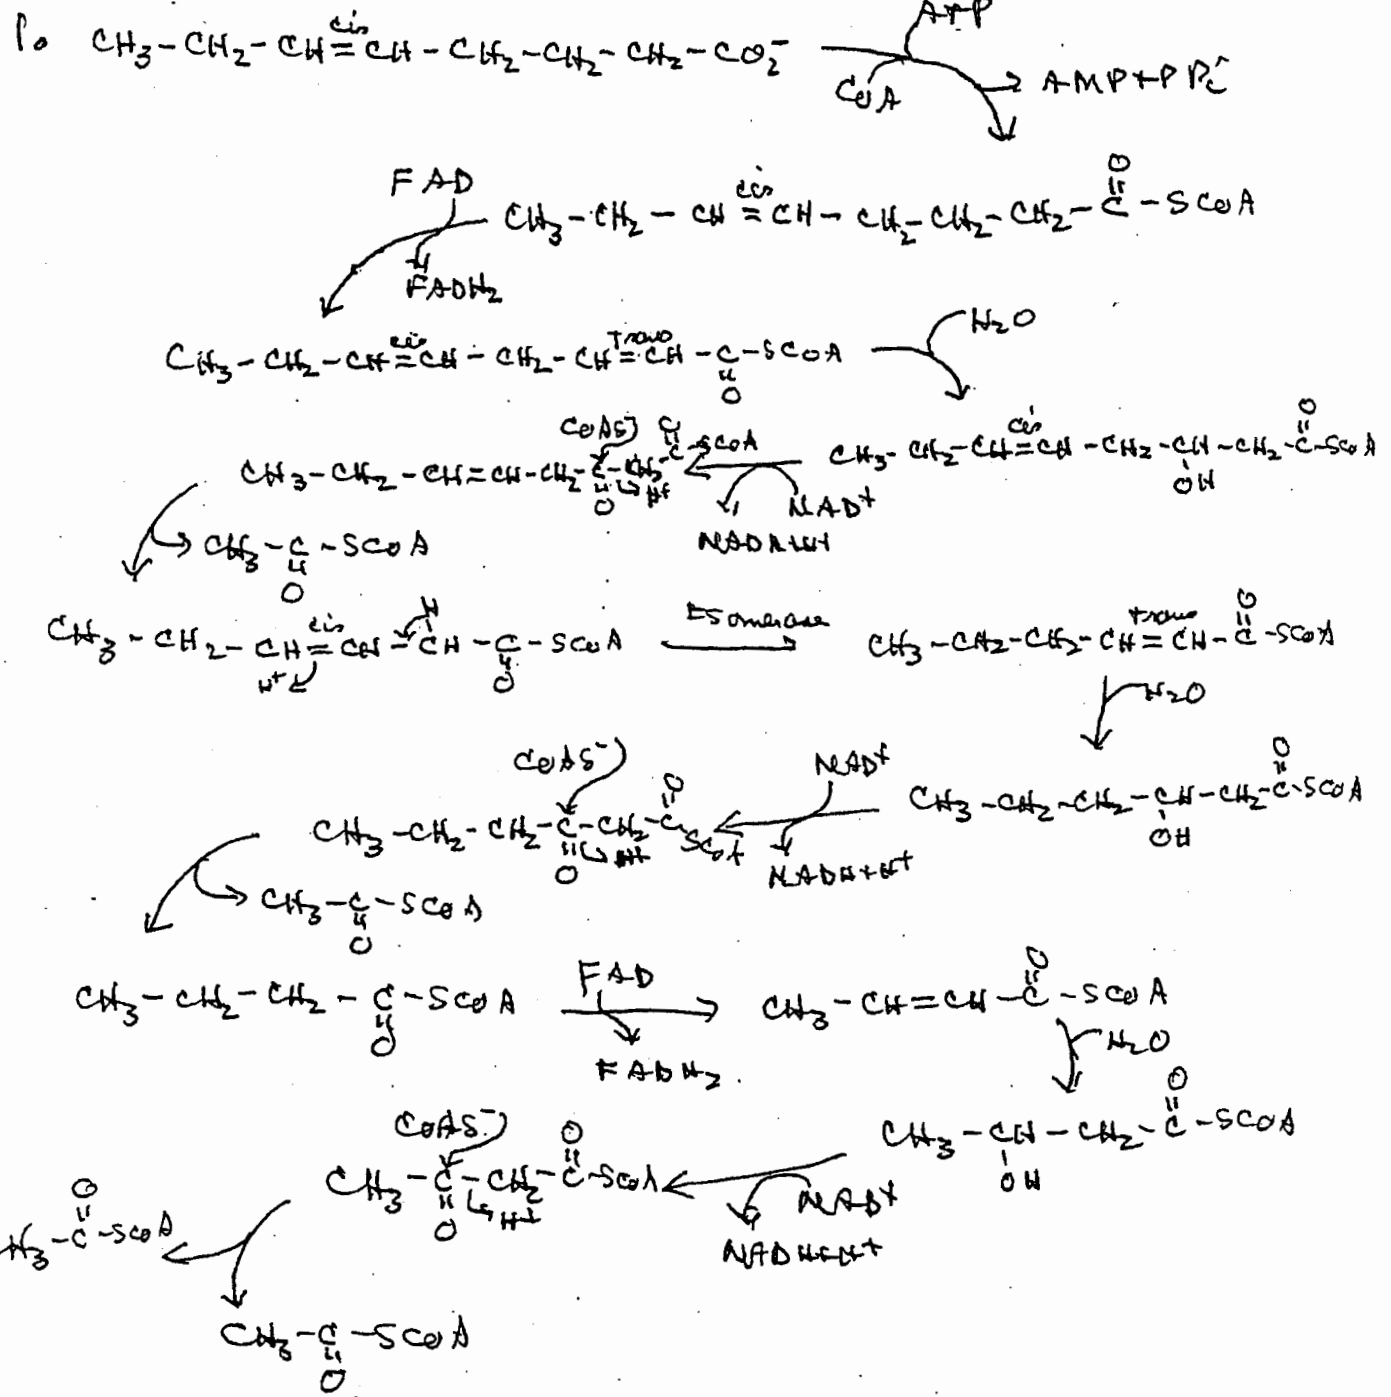 1. CH3-CH2-CH=CH-CH2-CH2-CH2-CO2- cis ATP
CoA AMP+PPi
FAD CH3-CH2-CH=CH-CH2-CH2-CH2-C-SCoA cis O
FADH2
CH3-CH2-CH=CH-CH2-CH=CH-C-SCoA cis trans O H2O
CH3-CH2-CH=CH-CH2-CH-CH2-C-SCoA cis OH O
CH3-CH2-CH=CH-CH2-C-CH2-C-SCoA CoAS- O O H+ NAD+
NADH+H+
CH3-C-SCoA O
CH3-CH2-CH=CH-CH-C-SCoA cis H H+ O Isomerase CH3-CH2-CH2-CH=CH-C-SCoA trans O
H2O
CoAS- NAD+ CH3-CH2-CH2-CH-CH2-C-SCoA OH O
CH3-CH2-CH2-C-CH2-C-SCoA O H+ O NADH+H+
CH3-C-SCoA O
CH3-CH2-CH2-C-SCoA O FAD CH3-CH=CH-C-SCoA O
FADH2 H2O
CoAS- CH3-CH-CH2-C-SCoA OH O
CH3-C-CH2-C-SCoA O H+ O NAD+
H3-C-SCoA O NADH+H+
CH3-C-SCoA O